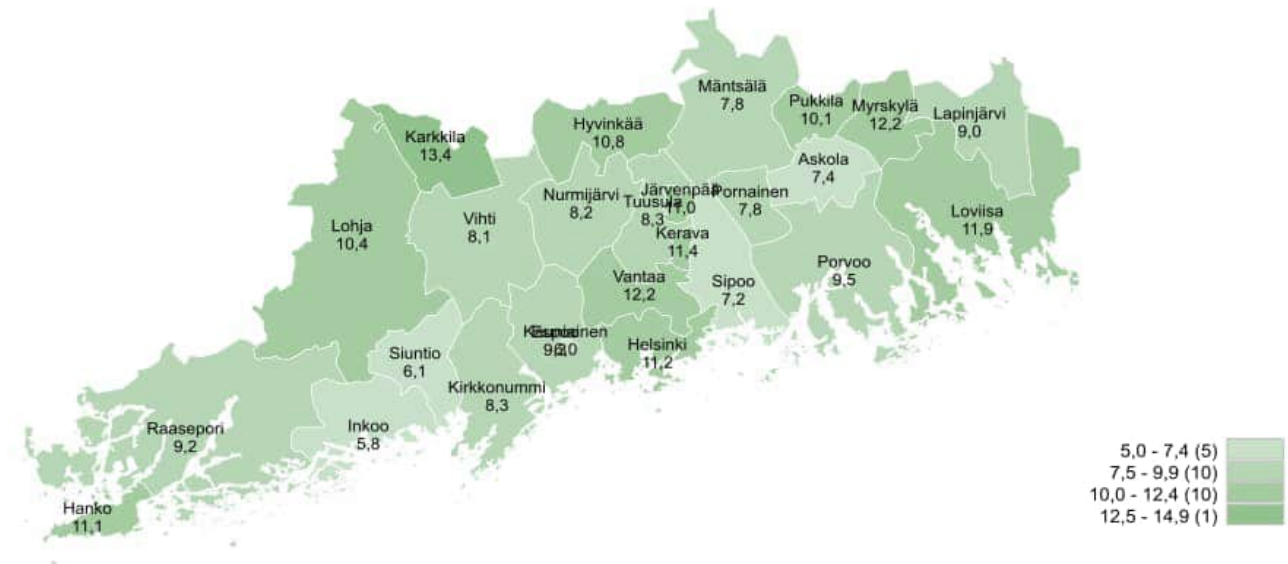 Mäntsälä
7,8
Pukkila
10,1
Myrskylä
12,2
Lapinjärvi
9,0
Karkkila
13,4
Hyvinkää
10,8
Askola
7,4
Nurmijärvi
8,2
Järvenpää
11,0
Tuusula
8,3
Pornainen
7,8
Lohja
10,4
Vihti
8,1
Kerava
11,4
Loviisa
11,9
Vantaa
12,2
Sipoo
7,2
Porvoo
9,5
Siuntio
6,1
Helsinki
11,2
Kirkkonummi
8,3
Raasepori
9,2
Inkoo
5,8
Hanko
11,1
5,0 - 7,4 (5)
7,5 - 9,9 (10)
10,0 - 12,4 (10)
12,5 - 14,9 (1)